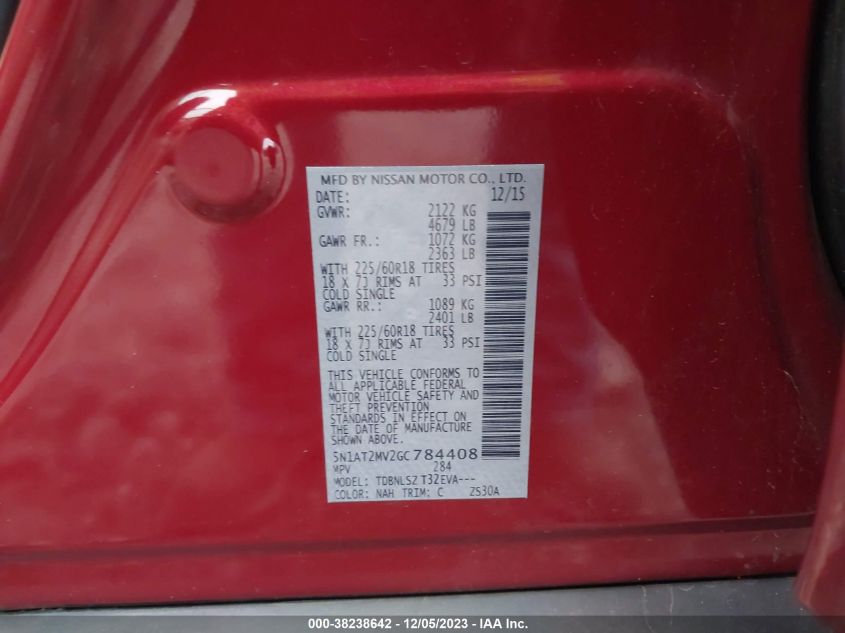 MFD BY NISSAN MOTOR CO., LTD.
DATE: 12/15
GVWR: 2122 KG
4679 LB
GAWR FR.: 1072 KG
2363 LB
WITH 225/60R18 TIRES
18 X 7J RIMS AT 33 PSI
COLD SINGLE
GAWR RR.: 1089 KG
2401 LB
WITH 225/60R18 TIRES
18 X 7J RIMS AT 33 PSI
COLD SINGLE
THIS VEHICLE CONFORMS TO
ALL APPLICABLE FEDERAL
MOTOR VEHICLE SAFETY AND
THEFT PREVENTION
STANDARDS IN EFFECT ON
THE DATE OF MANUFACTURE
SHOWN ABOVE.
5N1AT2MV2GC784408
MPV 284
MODEL: TDBNLSZ T32EVA---
COLOR: NAH TRIM: C ZS30A
000-38238642 - 12/05/2023 - IAA Inc.